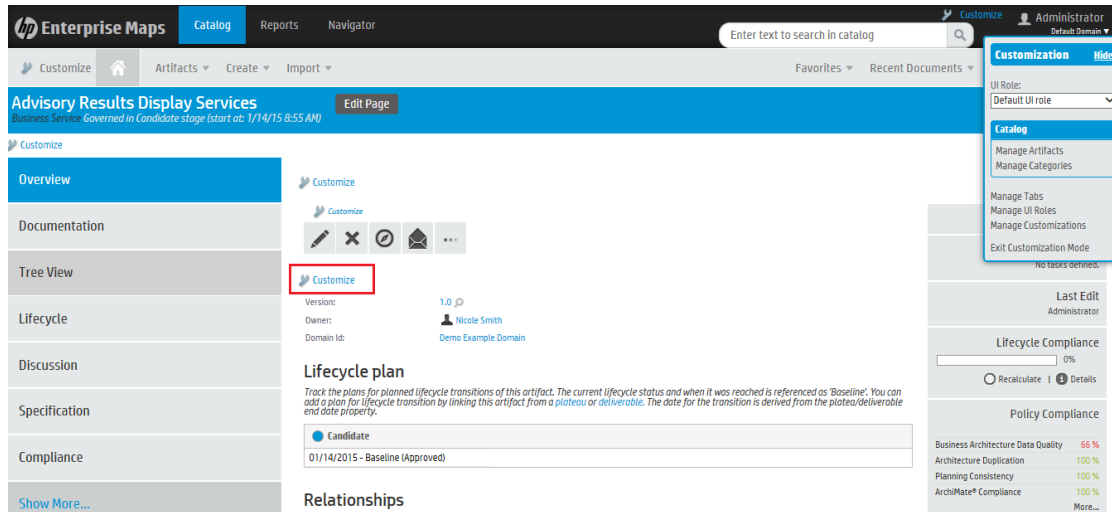 hp Enterprise Maps
Catalog
Reports
Navigator
Enter text to search in catalog
Customize
Administrator
Default Domain ▼
Customize
Artifacts
Create
Import
Favorites
Recent Documents
Customization
Hide
UI Role:
Default UI role
Catalog
Manage Artifacts
Manage Categories
Manage Tabs
Manage UI Roles
Manage Customizations
Exit Customization Mode
Advisory Results Display Services
Edit Page
Business Service Governed in Candidate stage (start at: 1/14/15 8:55 AM)
Customize
Overview
Documentation
Tree View
Lifecycle
Discussion
Specification
Compliance
Show More...
Customize
Customize
...
Customize
Version: 1.0
Owner: Nicole Smith
Domain Id: Demo Example Domain
Lifecycle plan
Track the plans for planned lifecycle transitions of this artifact. The current lifecycle status and when it was reached is referenced as 'Baseline'. You can
add a plan for lifecycle transition by linking this artifact from a plateau or deliverable. The date for the transition is derived from the platea/deliverable
end date property.
Candidate
01/14/2015 - Baseline (Approved)
Relationships
No tasks defined.
Last Edit
Administrator
Lifecycle Compliance
0%
Recalculate | Details
Policy Compliance
Business Architecture Data Quality 66 %
Architecture Duplication 100 %
Planning Consistency 100 %
ArchiMate® Compliance 100 %
More...